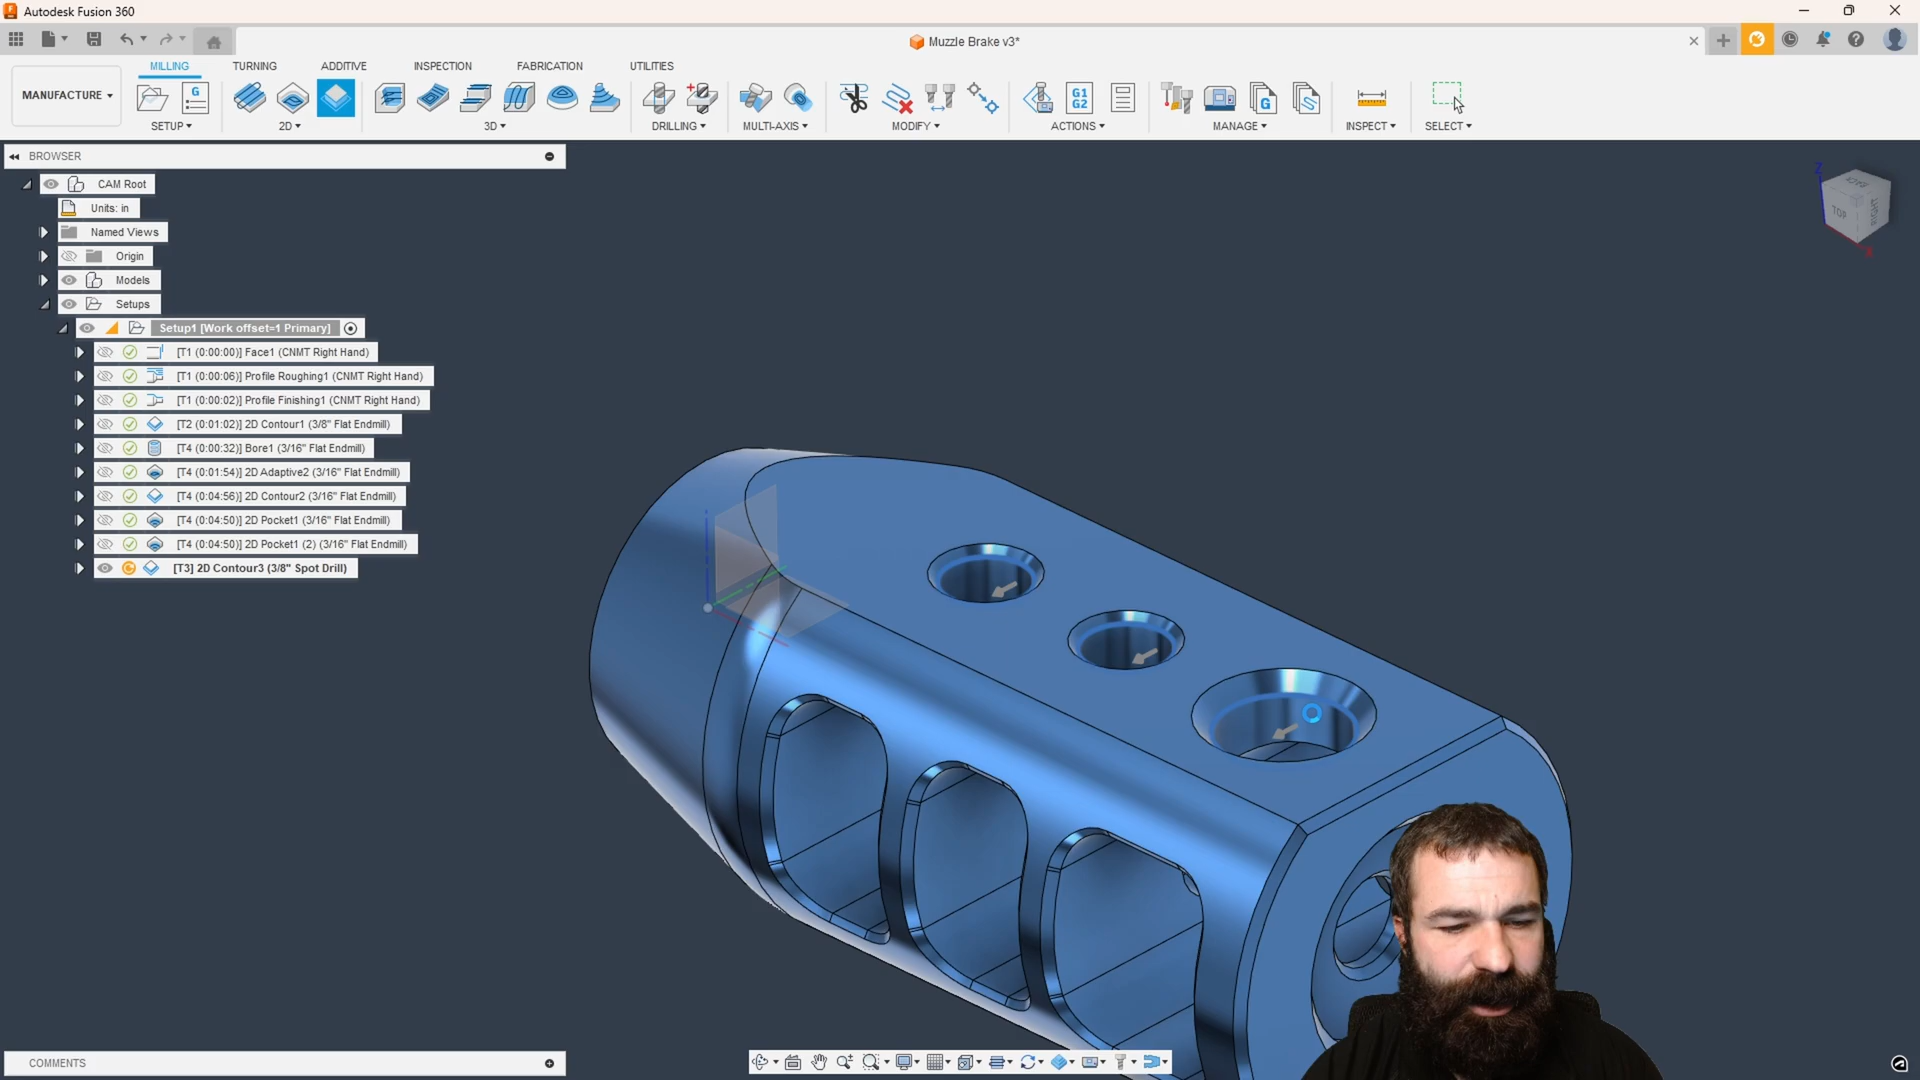 Autodesk Fusion 360
Muzzle Brake v3*
MANUFACTURE
MILLING TURNING ADDITIVE INSPECTION FABRICATION UTILITIES
G
G1
G2
G
SETUP 2D 3D DRILLING MULTI-AXIS MODIFY ACTIONS MANAGE INSPECT SELECT
BROWSER
CAM Root
Units: in
Named Views
Origin
Models
Setups
Setup1 [Work offset=1 Primary]
[T1 (0:00:00)] Face1 (CNMT Right Hand)
[T1 (0:00:06)] Profile Roughing1 (CNMT Right Hand)
[T1 (0:00:02)] Profile Finishing1 (CNMT Right Hand)
[T2 (0:01:02)] 2D Contour1 (3/8" Flat Endmill)
[T4 (0:00:32)] Bore1 (3/16" Flat Endmill)
[T4 (0:01:54)] 2D Adaptive2 (3/16" Flat Endmill)
[T4 (0:04:56)] 2D Contour2 (3/16" Flat Endmill)
[T4 (0:04:50)] 2D Pocket1 (3/16" Flat Endmill)
[T4 (0:04:50)] 2D Pocket1 (2) (3/16" Flat Endmill)
[T3] 2D Contour3 (3/8" Spot Drill)
Z
BACK
TOP
RIGHT
X
COMMENTS